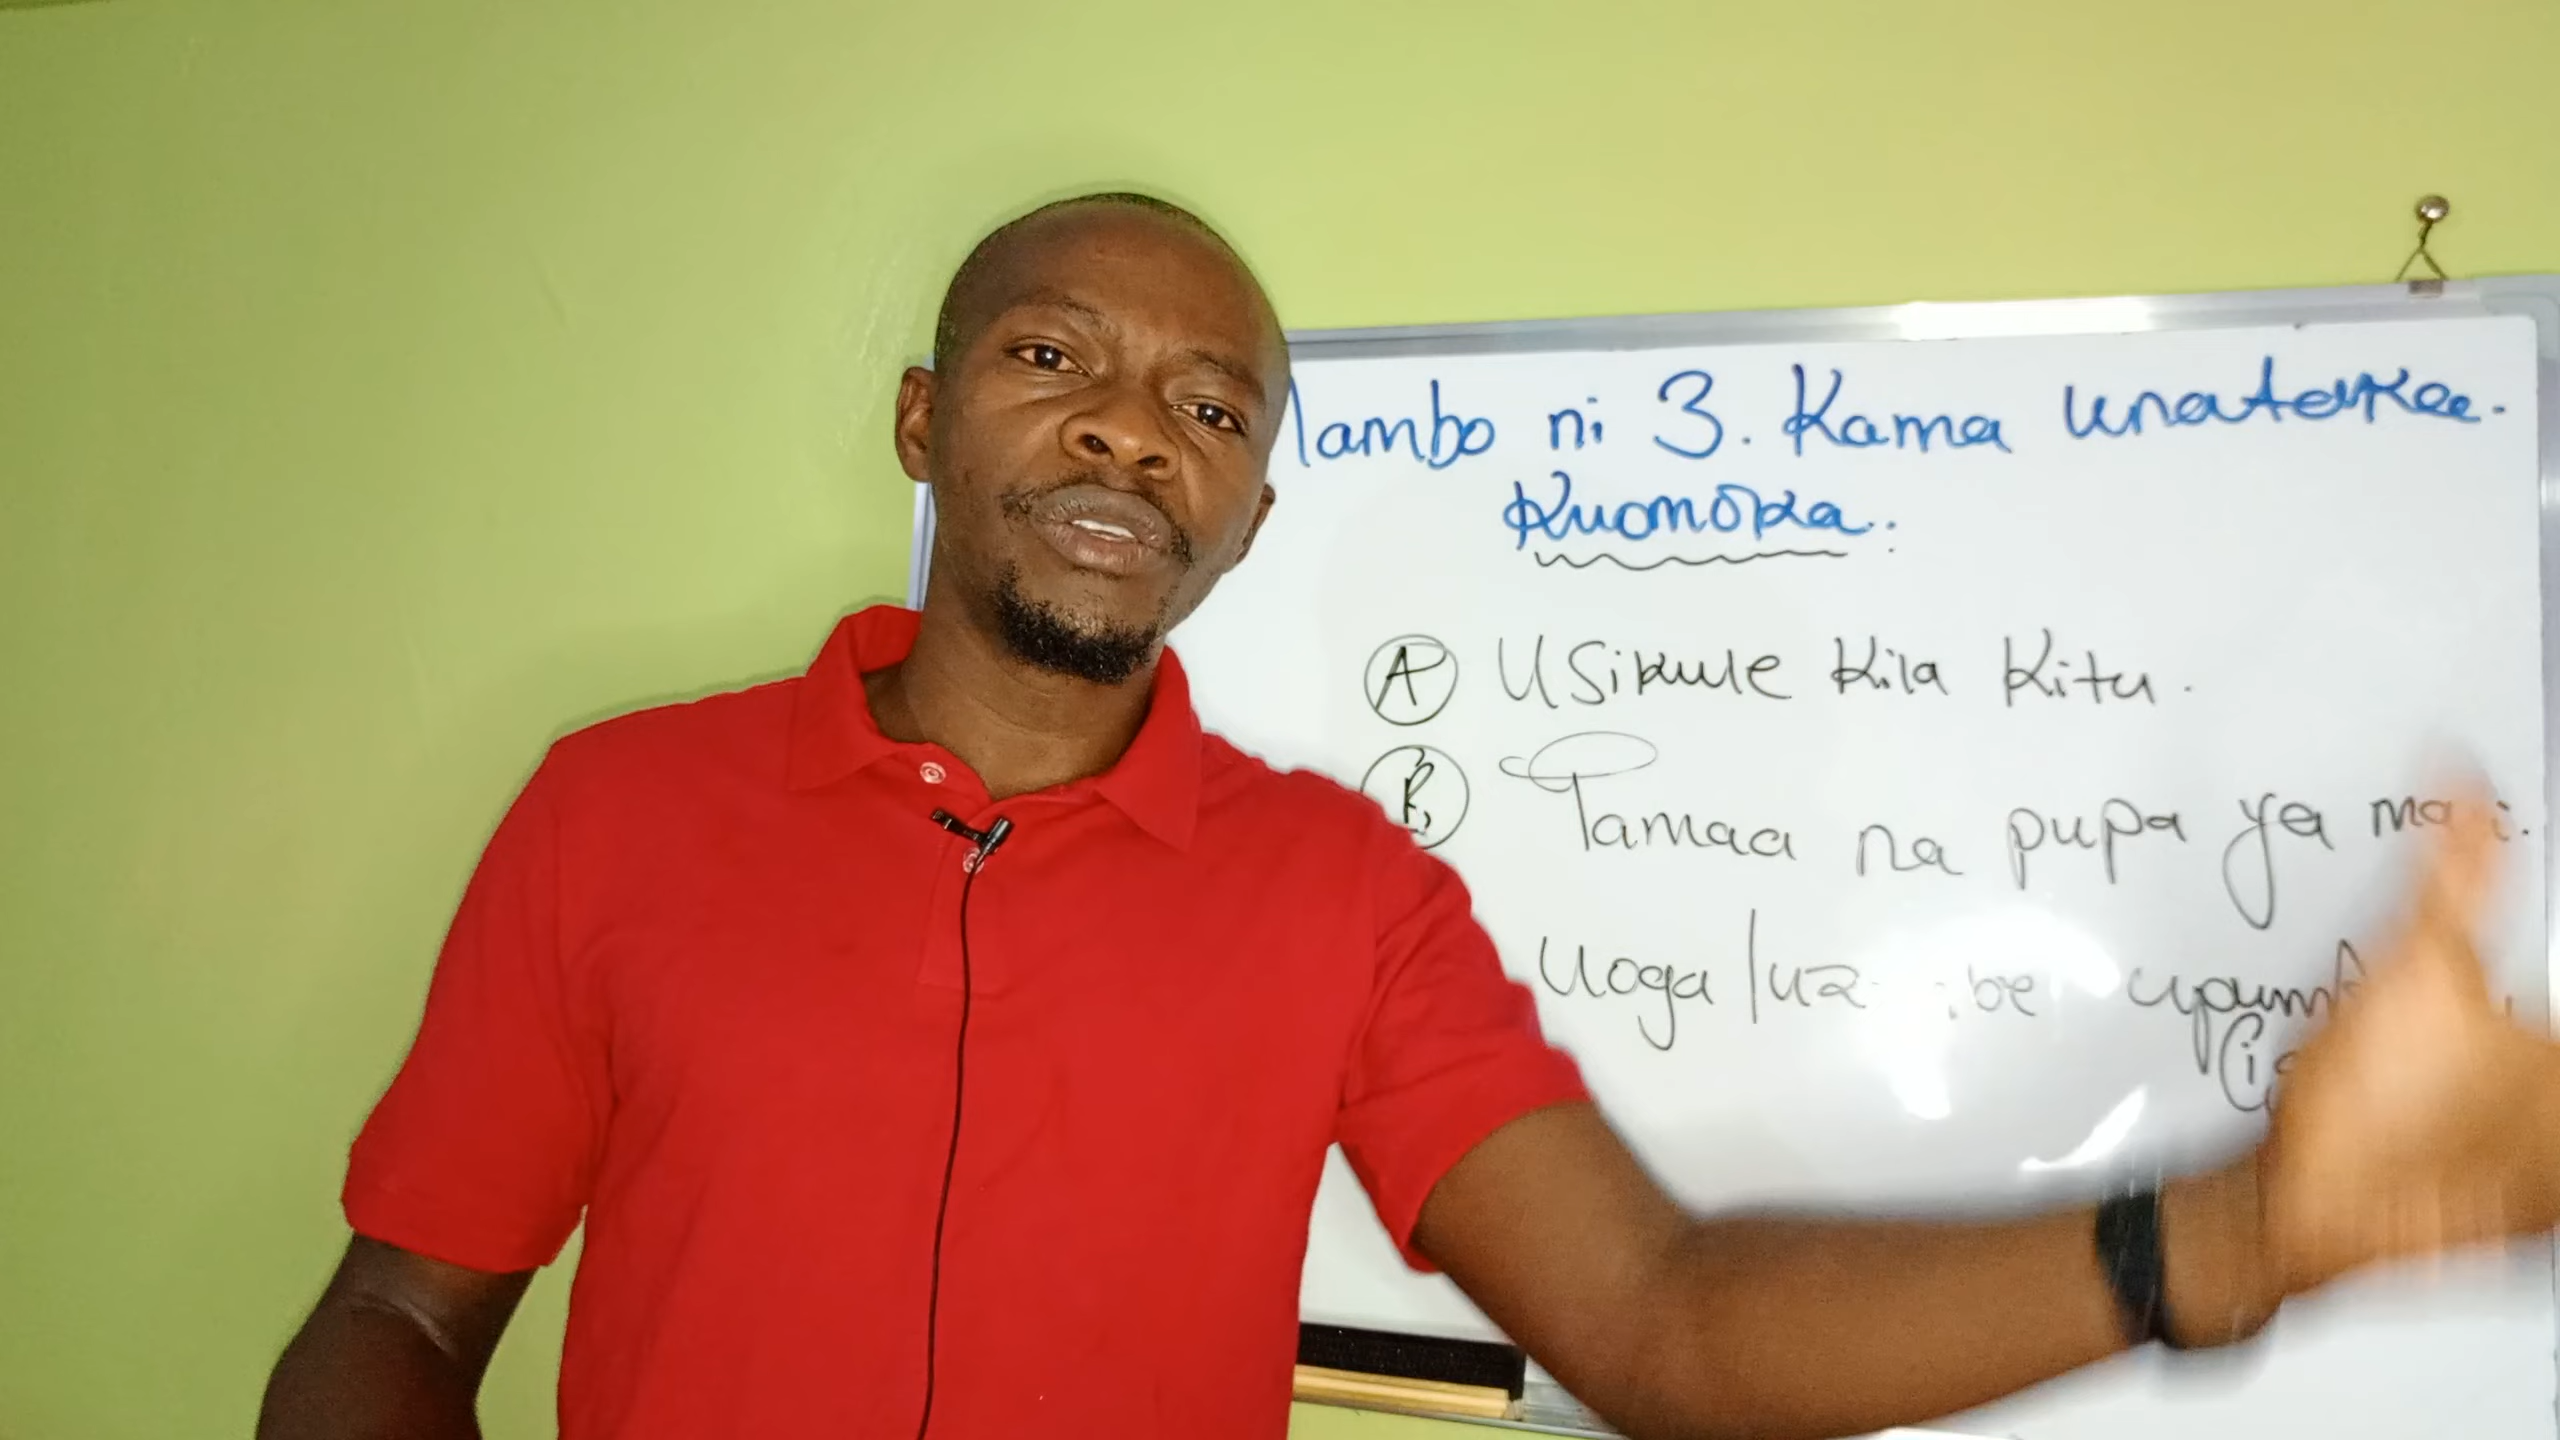 Mambo ni 3. Kama unataka.
Kuomoka.
A Usikule Kila Kitu.
B Tamaa na pupa ya
Uoga